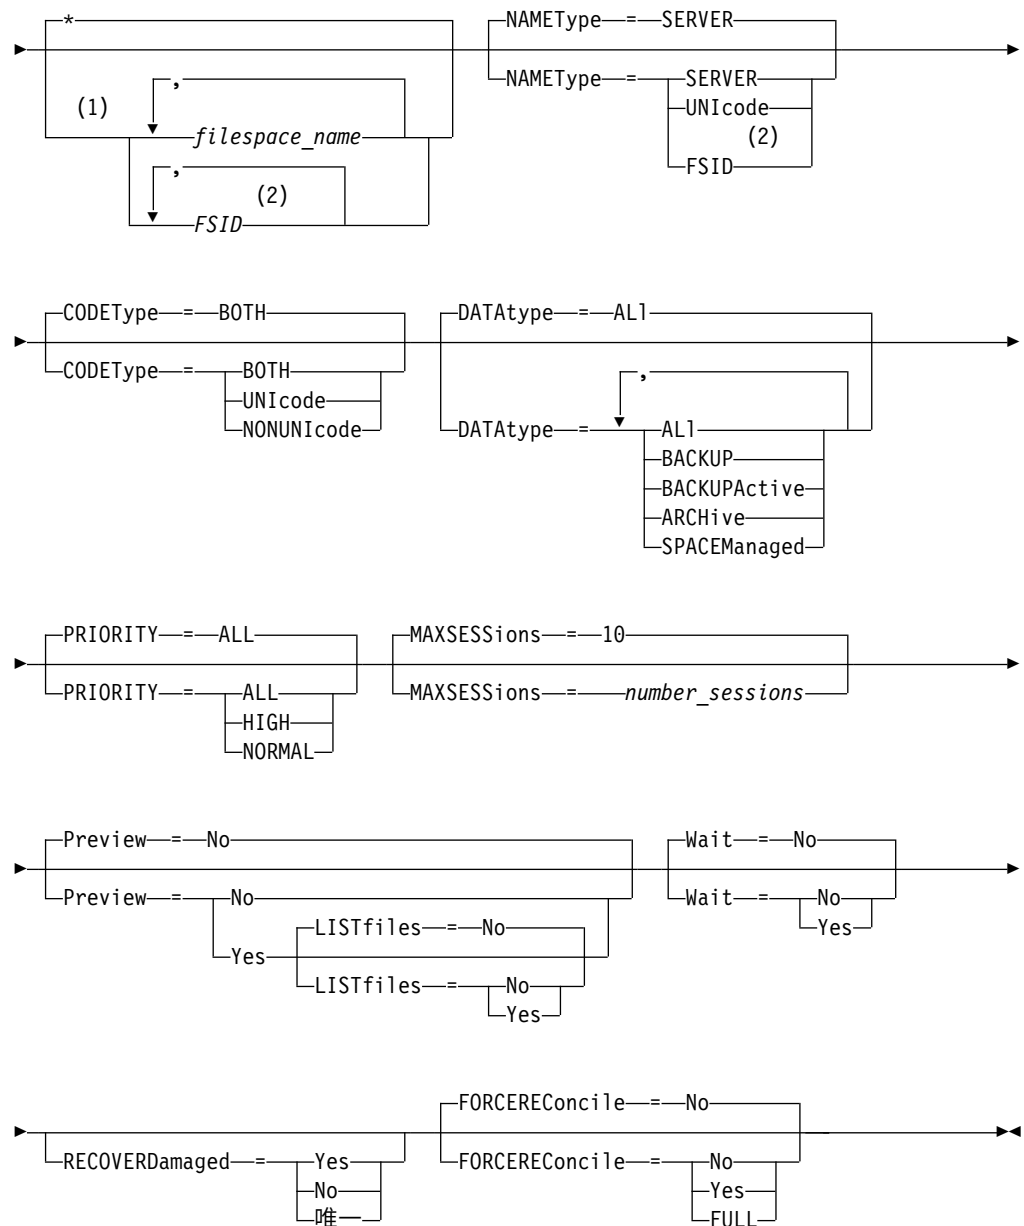 *
(1)
,
filespace_name
,
(2)
FSID
NAMEType = SERVER
NAMEType = SERVER
UNIcode
(2)
FSID
CODEType = BOTH
CODEType = BOTH
UNIcode
NONUNIcode
DATAtype = ALl
,
DATAtype = ALl
BACKUP
BACKUPActive
ARCHive
SPACEManaged
PRIORITY = ALL
PRIORITY = ALL
HIGH
NORMAL
MAXSESSions = 10
MAXSESSions = number_sessions
Preview = No
Preview = No
LISTfiles = No
Yes
LISTfiles = No
Yes
Wait = No
Wait = No
Yes
RECOVERDamaged = Yes
No
唯一
FORCEREConcile = No
FORCEREConcile = No
Yes
FULL